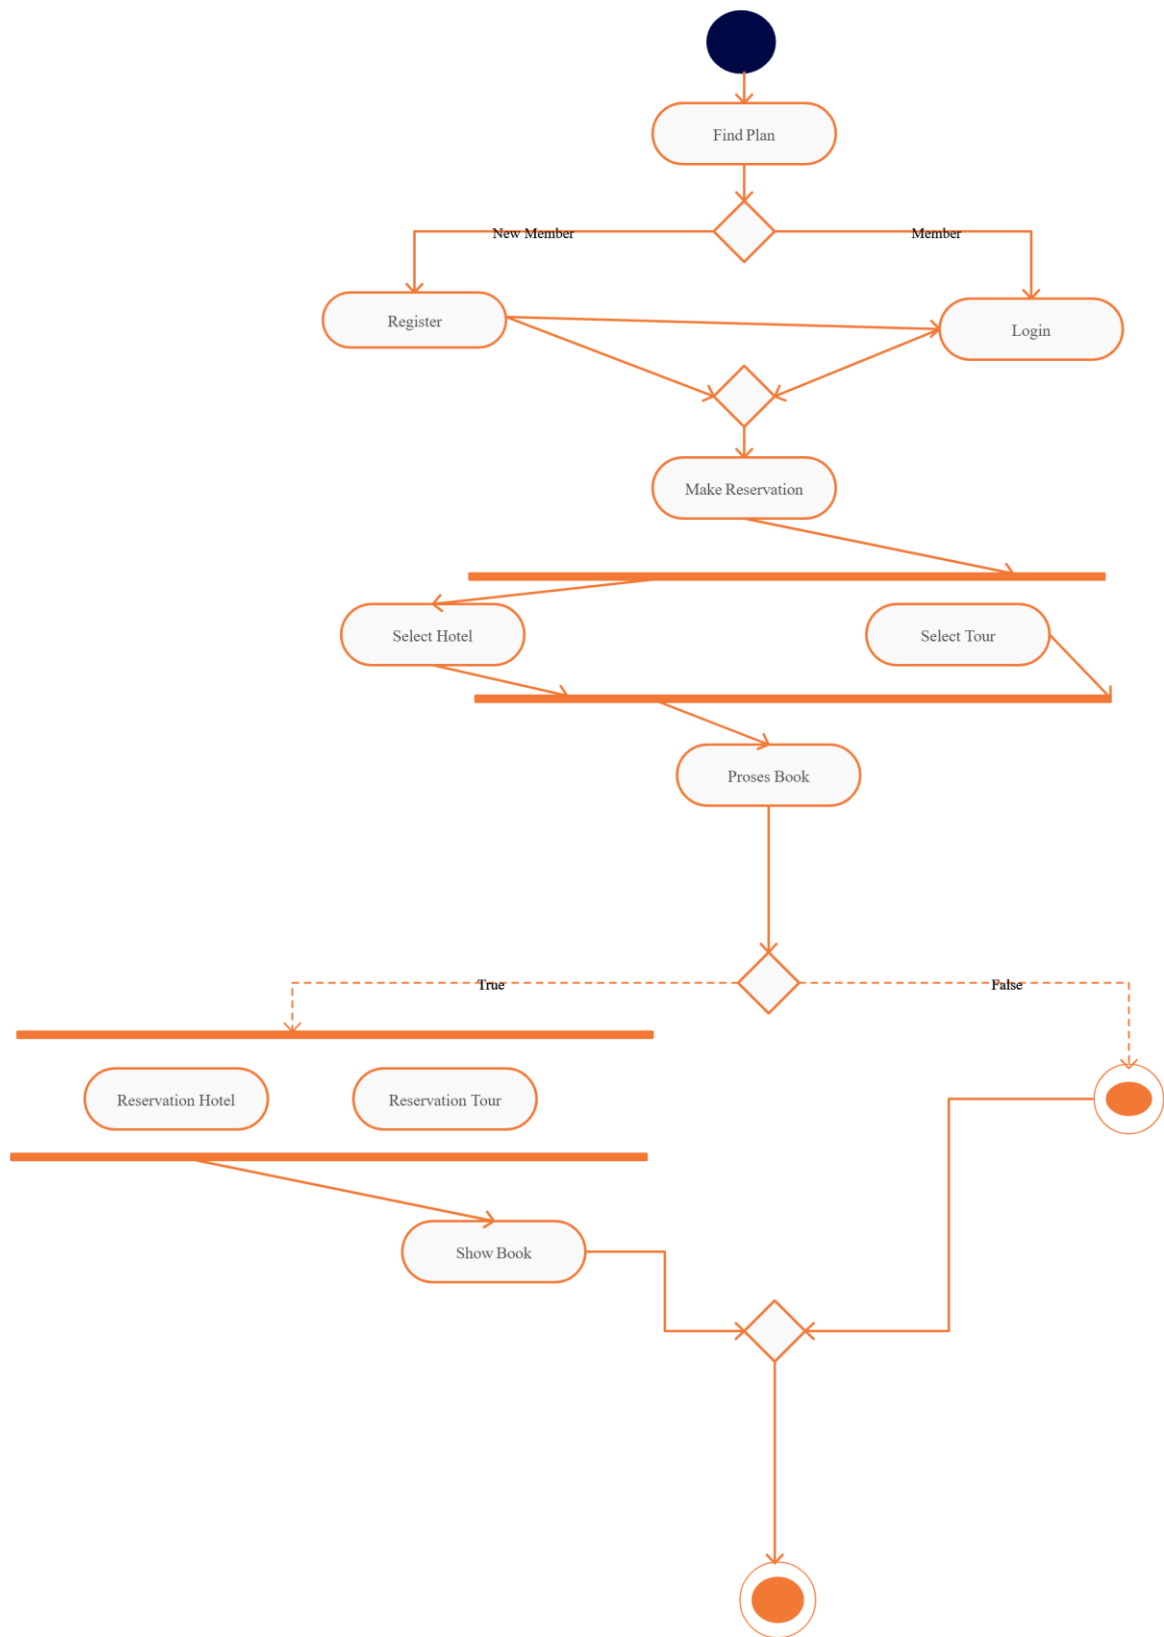 Find Plan
New Member
Member
Register
Login
Make Reservation
Select Hotel
Select Tour
Proses Book
True
False
Reservation Hotel
Reservation Tour
Show Book